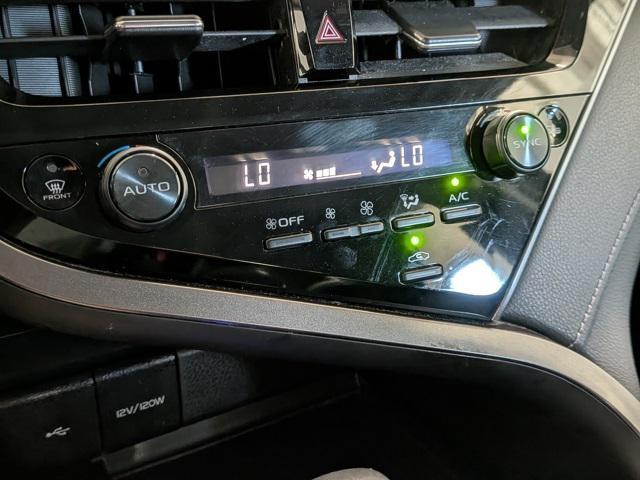 LO LO
AUTO SYNC
FRONT
OFF A/C
12V/120W